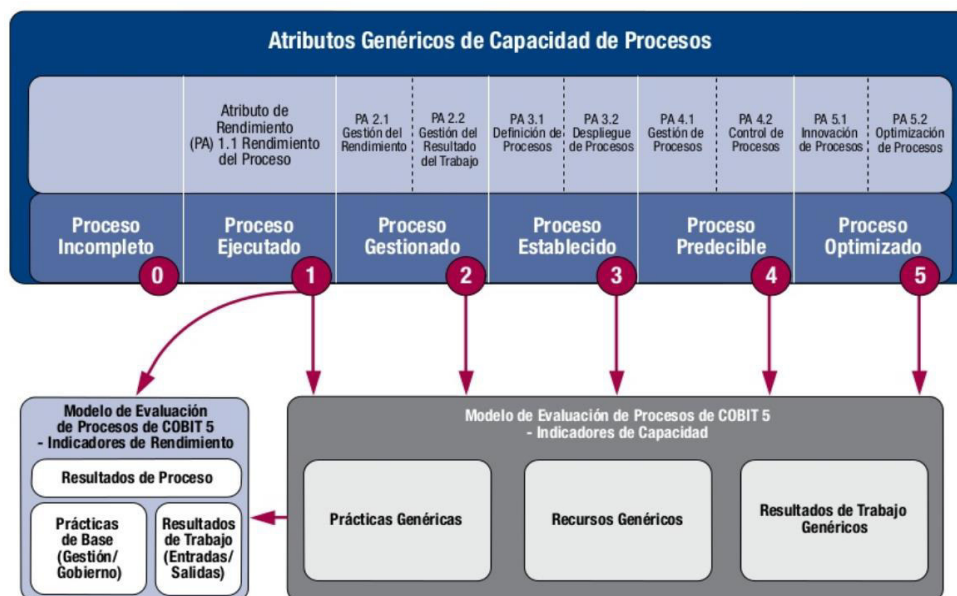 Atributos Genéricos de Capacidad de Procesos
Atributo de
Rendimiento
(PA) 1.1 Rendimiento
del Proceso
PA 2.1
Gestión del
Rendimiento
PA 2.2
Gestión del
Resultado
del Trabajo
PA 3.1
Definición de
Procesos
PA 3.2
Despliegue
de Procesos
PA 4.1
Gestión de
Procesos
PA 4.2
Control de
Procesos
PA 5.1
Innovación
de Procesos
PA 5.2
Optimización
de Procesos
Proceso
Incompleto
Proceso
Ejecutado
Proceso
Gestionado
Proceso
Establecido
Proceso
Predecible
Proceso
Optimizado
0
1
2
3
4
5
Modelo de Evaluación
de Procesos de COBIT 5
- Indicadores de Rendimiento
Resultados de Proceso
Prácticas
de Base
(Gestión/
Gobierno)
Resultados
de Trabajo
(Entradas/
Salidas)
Modelo de Evaluación de Procesos de COBIT 5
- Indicadores de Capacidad
Prácticas Genéricas
Recursos Genéricos
Resultados de Trabajo
Genéricos